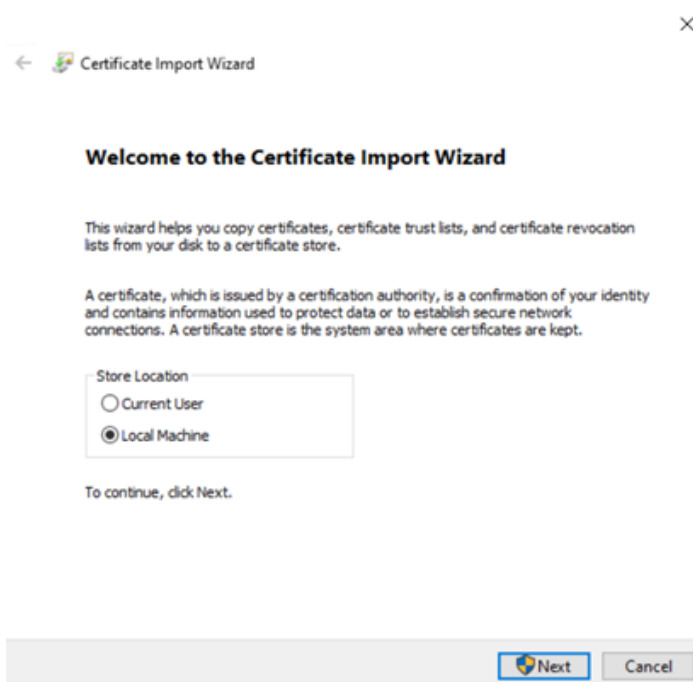 Certificate Import Wizard
Welcome to the Certificate Import Wizard
This wizard helps you copy certificates, certificate trust lists, and certificate revocation
lists from your disk to a certificate store.
A certificate, which is issued by a certification authority, is a confirmation of your identity
and contains information used to protect data or to establish secure network
connections. A certificate store is the system area where certificates are kept.
Store Location
Current User
Local Machine
To continue, click Next.
Next Cancel